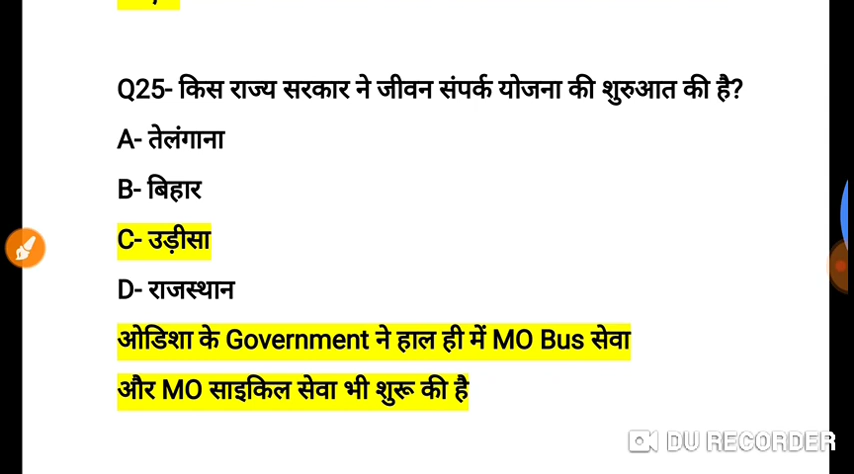 Q25- किस राज्य सरकार ने जीवन संपर्क योजना की शुरुआत की है?
A- तेलंगाना
B- बिहार
C- उड़ीसा
D- राजस्थान
ओडिशा के Government ने हाल ही में MO Bus सेवा
और MO साइकिल सेवा भी शुरू की है
DU RECORDER